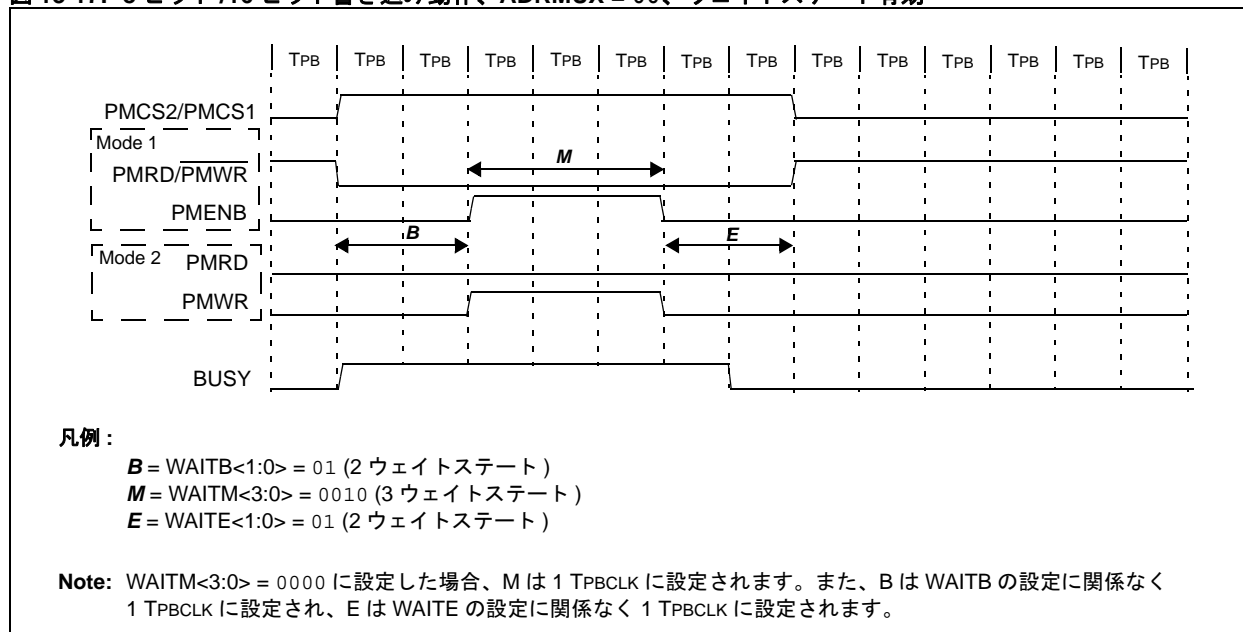 TPB TPB TPB TPB TPB TPB TPB TPB TPB TPB TPB TPB TPB TPB
PMCS2/PMCS1
Mode 1
PMRD/PMWR
M
PMENB
B
E
Mode 2
PMRD
PMWR
BUSY
凡例 :
B = WAITB<1:0> = 01 (2 ウェイトステート )
M = WAITM<3:0> = 0010 (3 ウェイトステート )
E = WAITE<1:0> = 01 (2 ウェイトステート )
Note: WAITM<3:0> = 0000 に設定した場合、M は 1 TPBCLK に設定されます。また、B は WAITB の設定に関係なく
1 TPBCLK に設定され、E は WAITE の設定に関係なく 1 TPBCLK に設定されます。